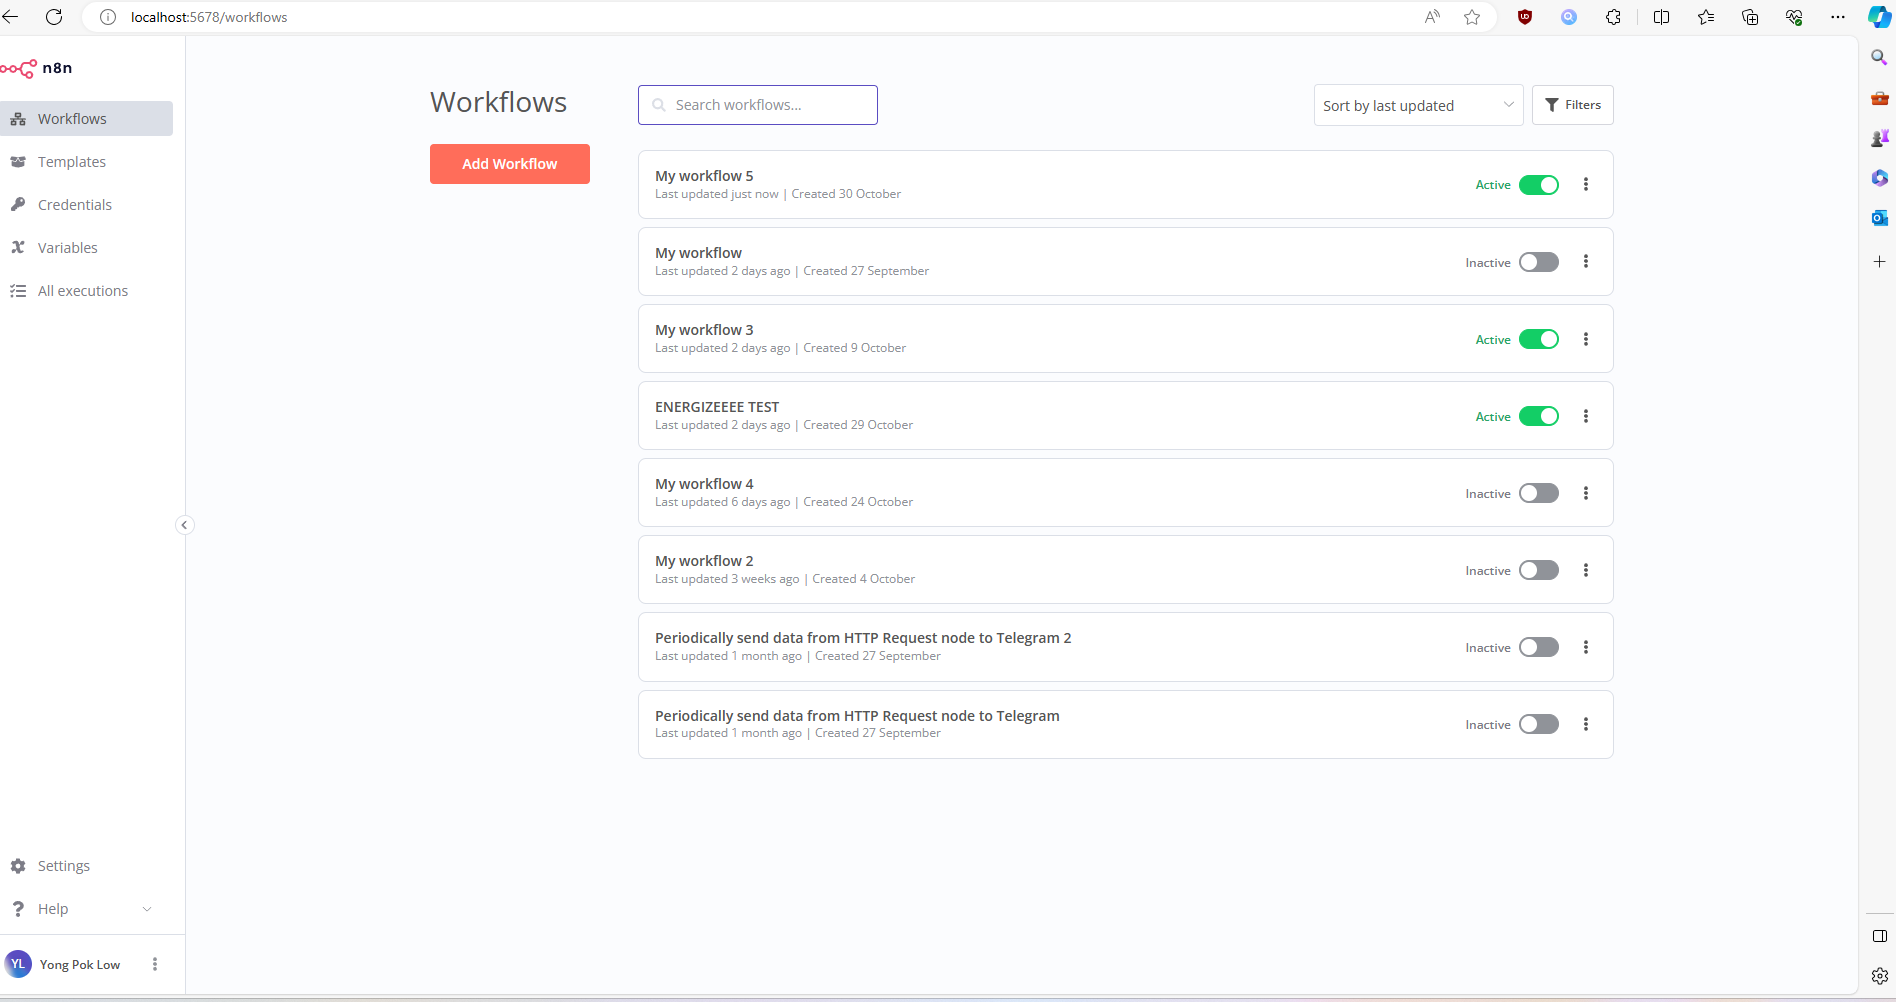 localhost:5678/workflows
n8n
Workflows
Templates
Credentials
Variables
All executions
Settings
Help
YL Yong Pok Low
Workflows
Add Workflow
Search workflows...
Sort by last updated
Filters
My workflow 5
Last updated just now | Created 30 October
Active
My workflow
Last updated 2 days ago | Created 27 September
Inactive
My workflow 3
Last updated 2 days ago | Created 9 October
Active
ENERGIZEEEE TEST
Last updated 2 days ago | Created 29 October
Active
My workflow 4
Last updated 6 days ago | Created 24 October
Inactive
My workflow 2
Last updated 3 weeks ago | Created 4 October
Inactive
Periodically send data from HTTP Request node to Telegram 2
Last updated 1 month ago | Created 27 September
Inactive
Periodically send data from HTTP Request node to Telegram
Last updated 1 month ago | Created 27 September
Inactive